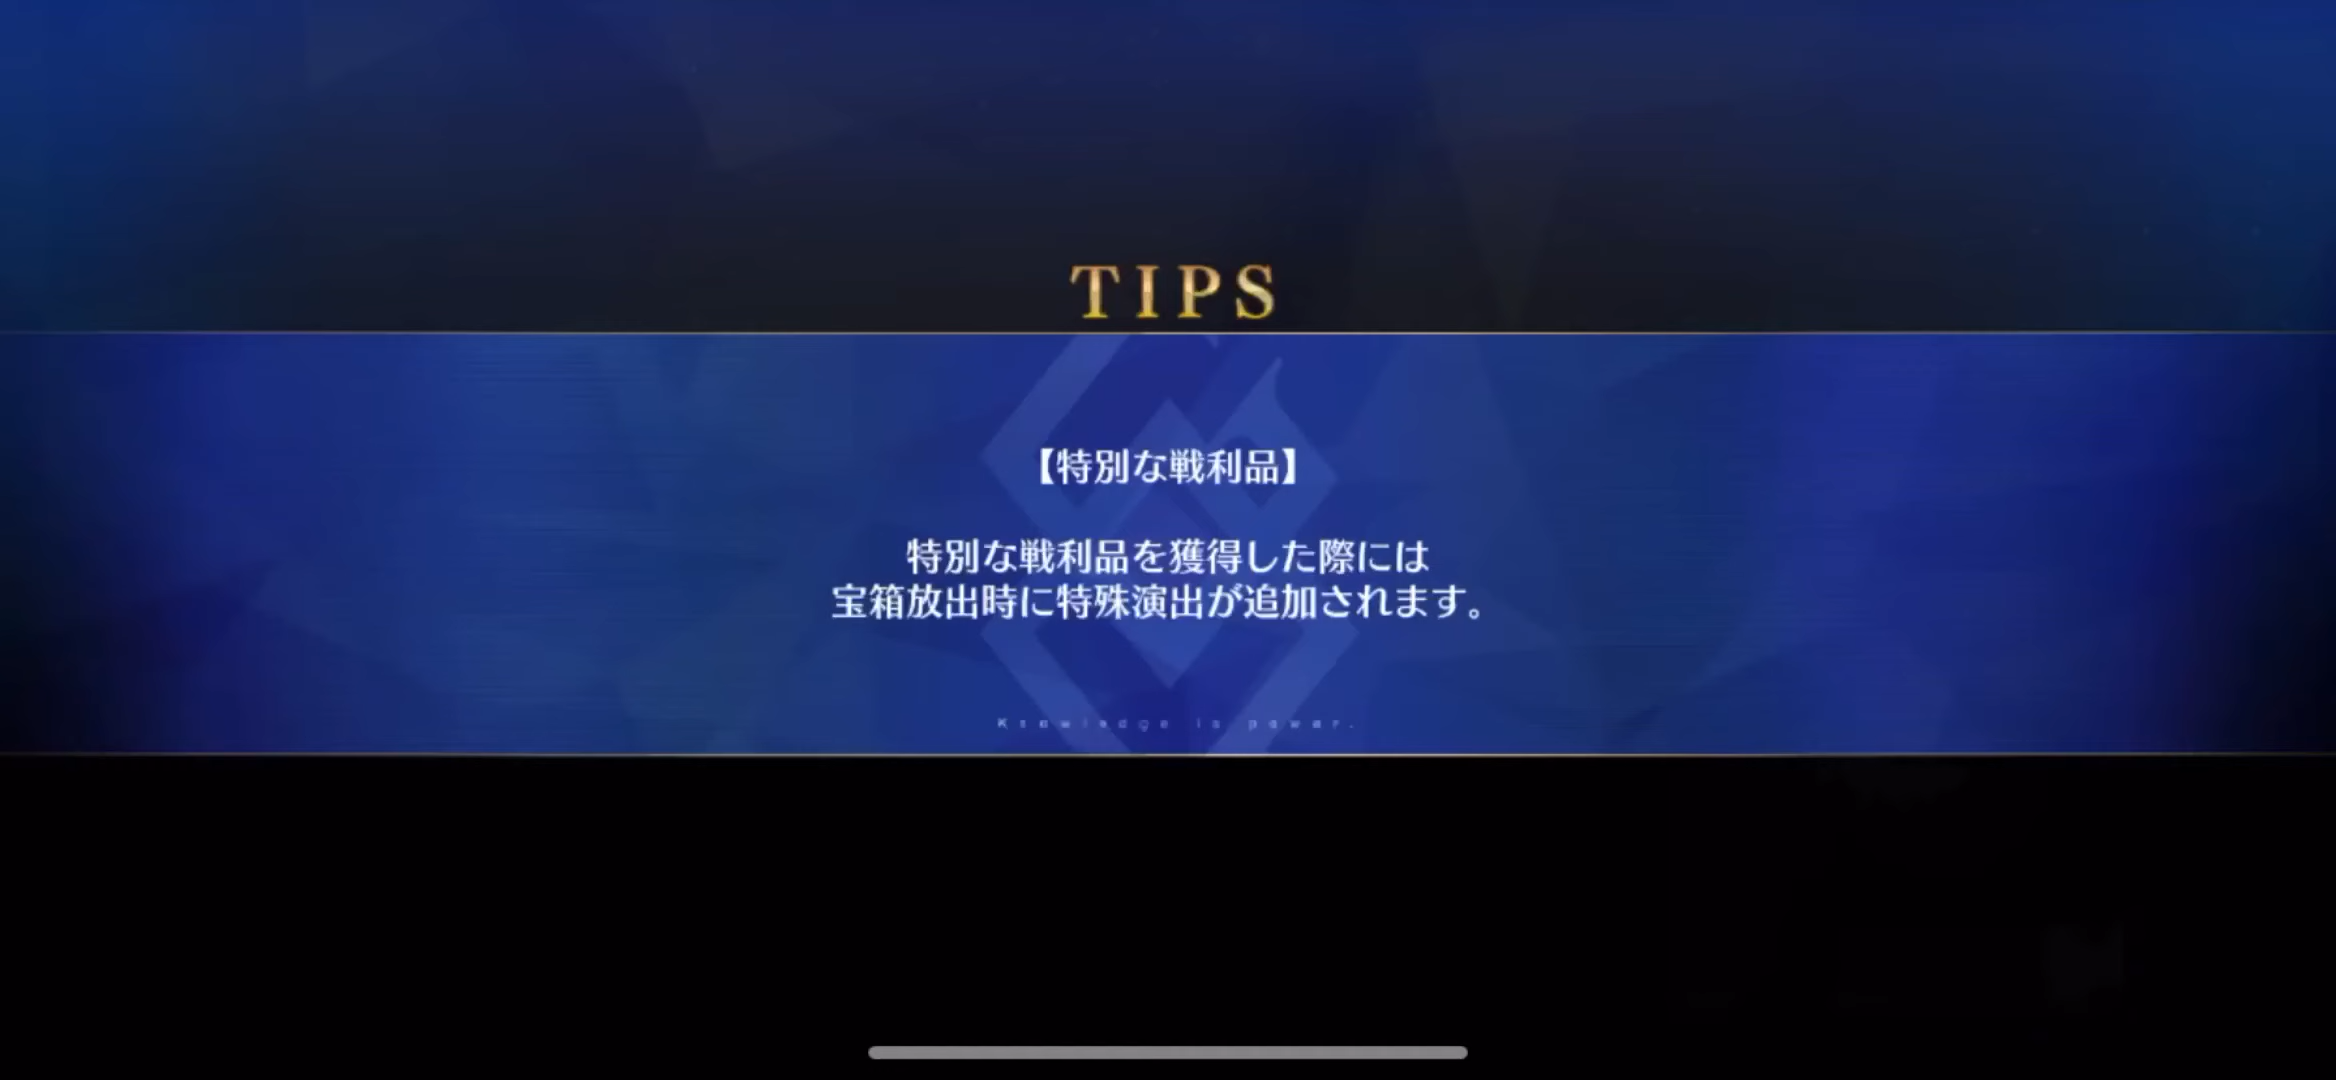 TIPS
【特別な戦利品】
特別な戦利品を獲得した際には
宝箱放出時に特殊演出が追加されます。
Knowledge is power.